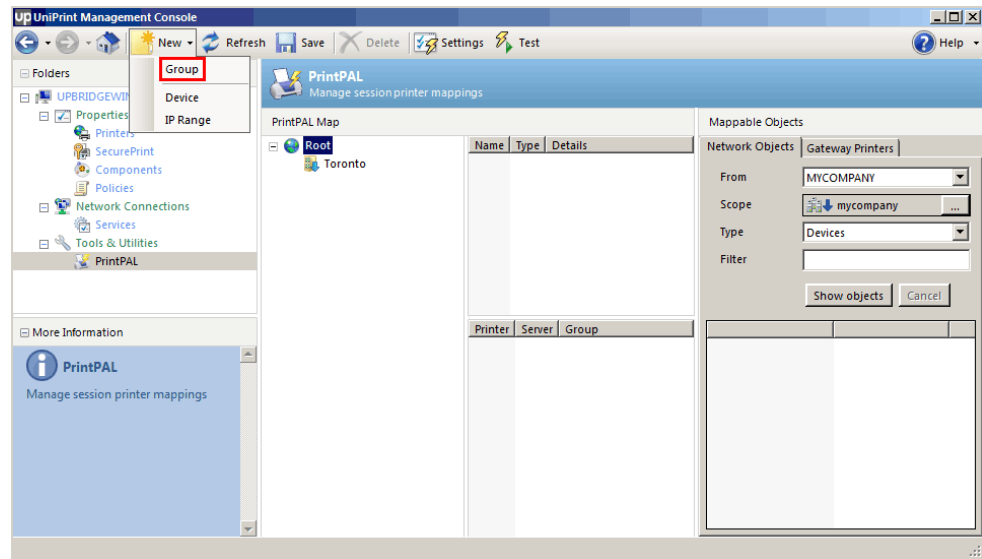 up UniPrint Management Console
New Refresh Save Delete Settings Test Help
Group
Device
IP Range
Folders
Properties
Printers
SecurePrint
Components
Policies
Network Connections
Services
Tools & Utilities
PrintPAL
More Information
PrintPAL
Manage session printer mappings
PrintPAL
Manage session printer mappings
PrintPAL Map
Root
Toronto
Name Type Details
Printer Server Group
Mappable Objects
Network Objects Gateway Printers
From MYCOMPANY
Scope mycompany ...
Type Devices
Filter
Show objects Cancel